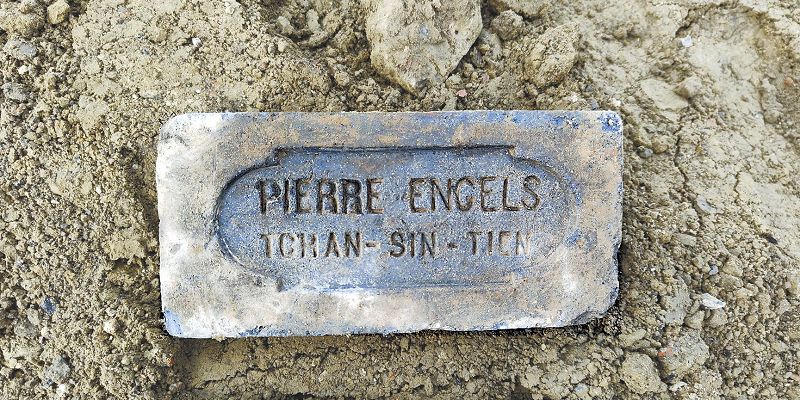 PIERRE ENGELS
TCHAN-SIN-TIEN